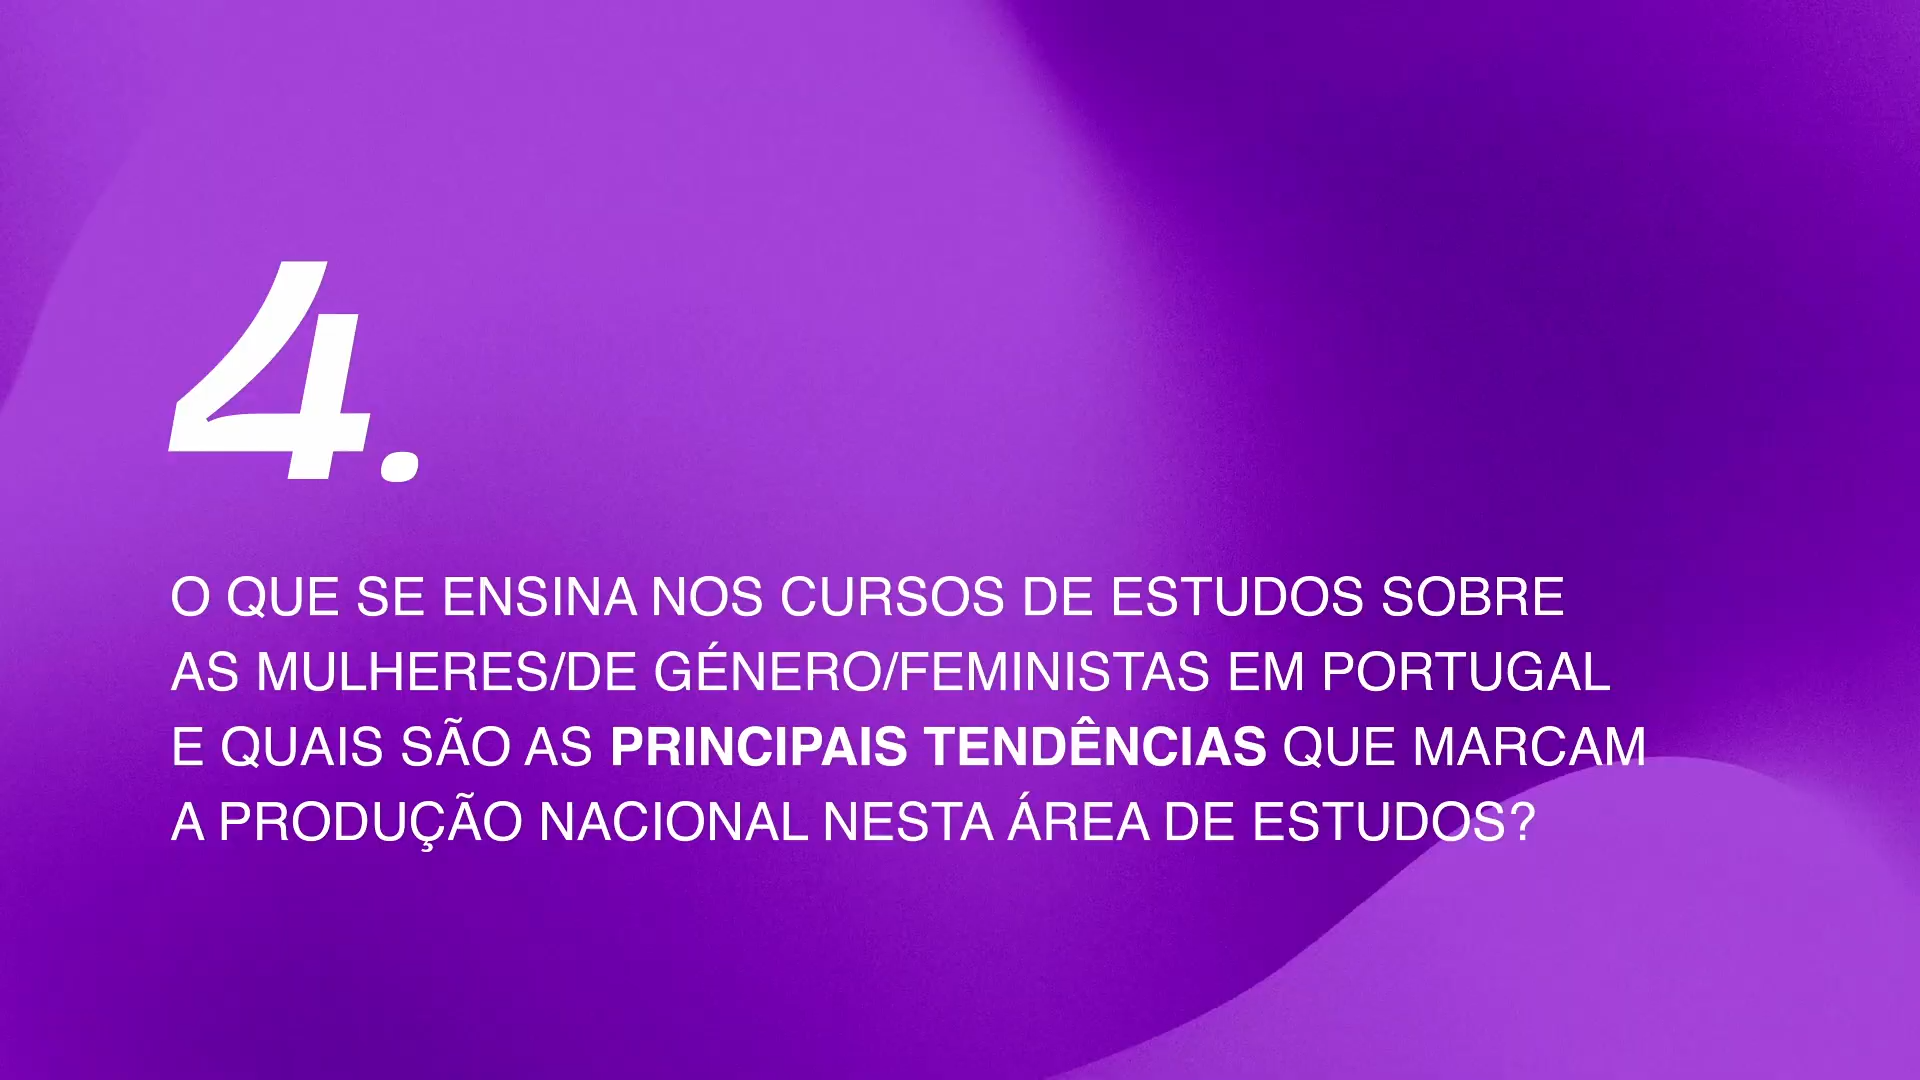 4.
O QUE SE ENSINA NOS CURSOS DE ESTUDOS SOBRE
AS MULHERES/DE GÉNERO/FEMINISTAS EM PORTUGAL
E QUAIS SÃO AS PRINCIPAIS TENDÊNCIAS QUE MARCAM
A PRODUÇÃO NACIONAL NESTA ÁREA DE ESTUDOS?